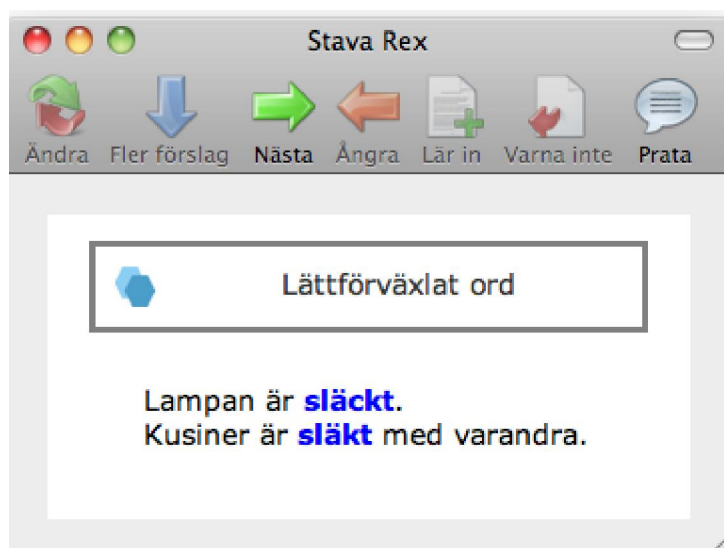 Stava Rex
Ändra Fler förslag Nästa Ångra Lär in Varna inte Prata
Lättförväxlat ord
Lampan är släckt.
Kusiner är släkt med varandra.